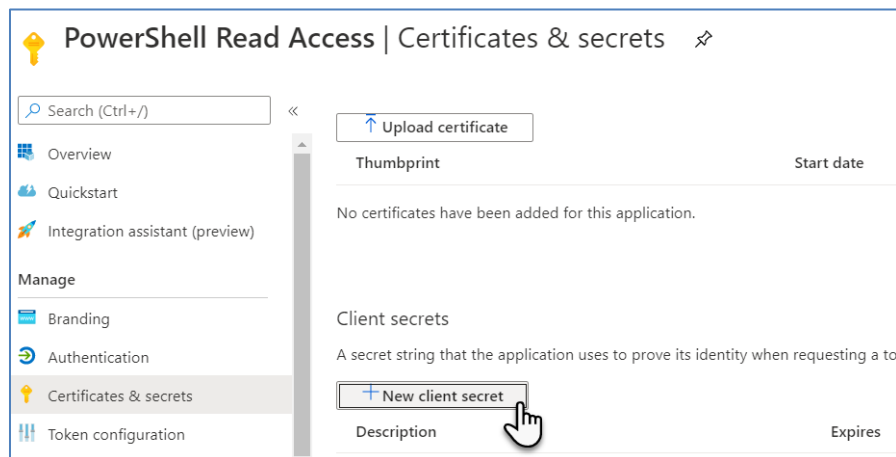 PowerShell Read Access | Certificates & secrets
Search (Ctrl+/)
Overview
Quickstart
Integration assistant (preview)
Manage
Branding
Authentication
Certificates & secrets
Token configuration
Upload certificate
Thumbprint Start date
No certificates have been added for this application.
Client secrets
A secret string that the application uses to prove its identity when requesting a to
New client secret
Description Expires